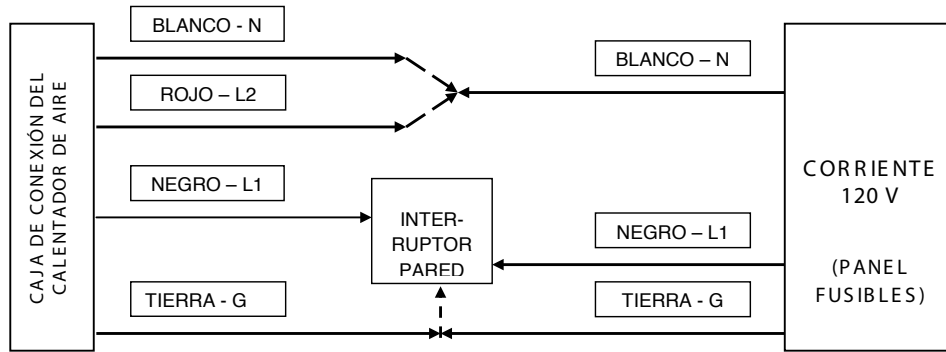 CAJA DE CONEXIÓN DEL
CALENTADOR DE AIRE
BLANCO - N
ROJO – L2
NEGRO – L1
TIERRA - G
INTER-
RUPTOR
PARED
BLANCO – N
NEGRO – L1
TIERRA - G
CORRIENTE
120 V
(PANEL
FUSIBLES)